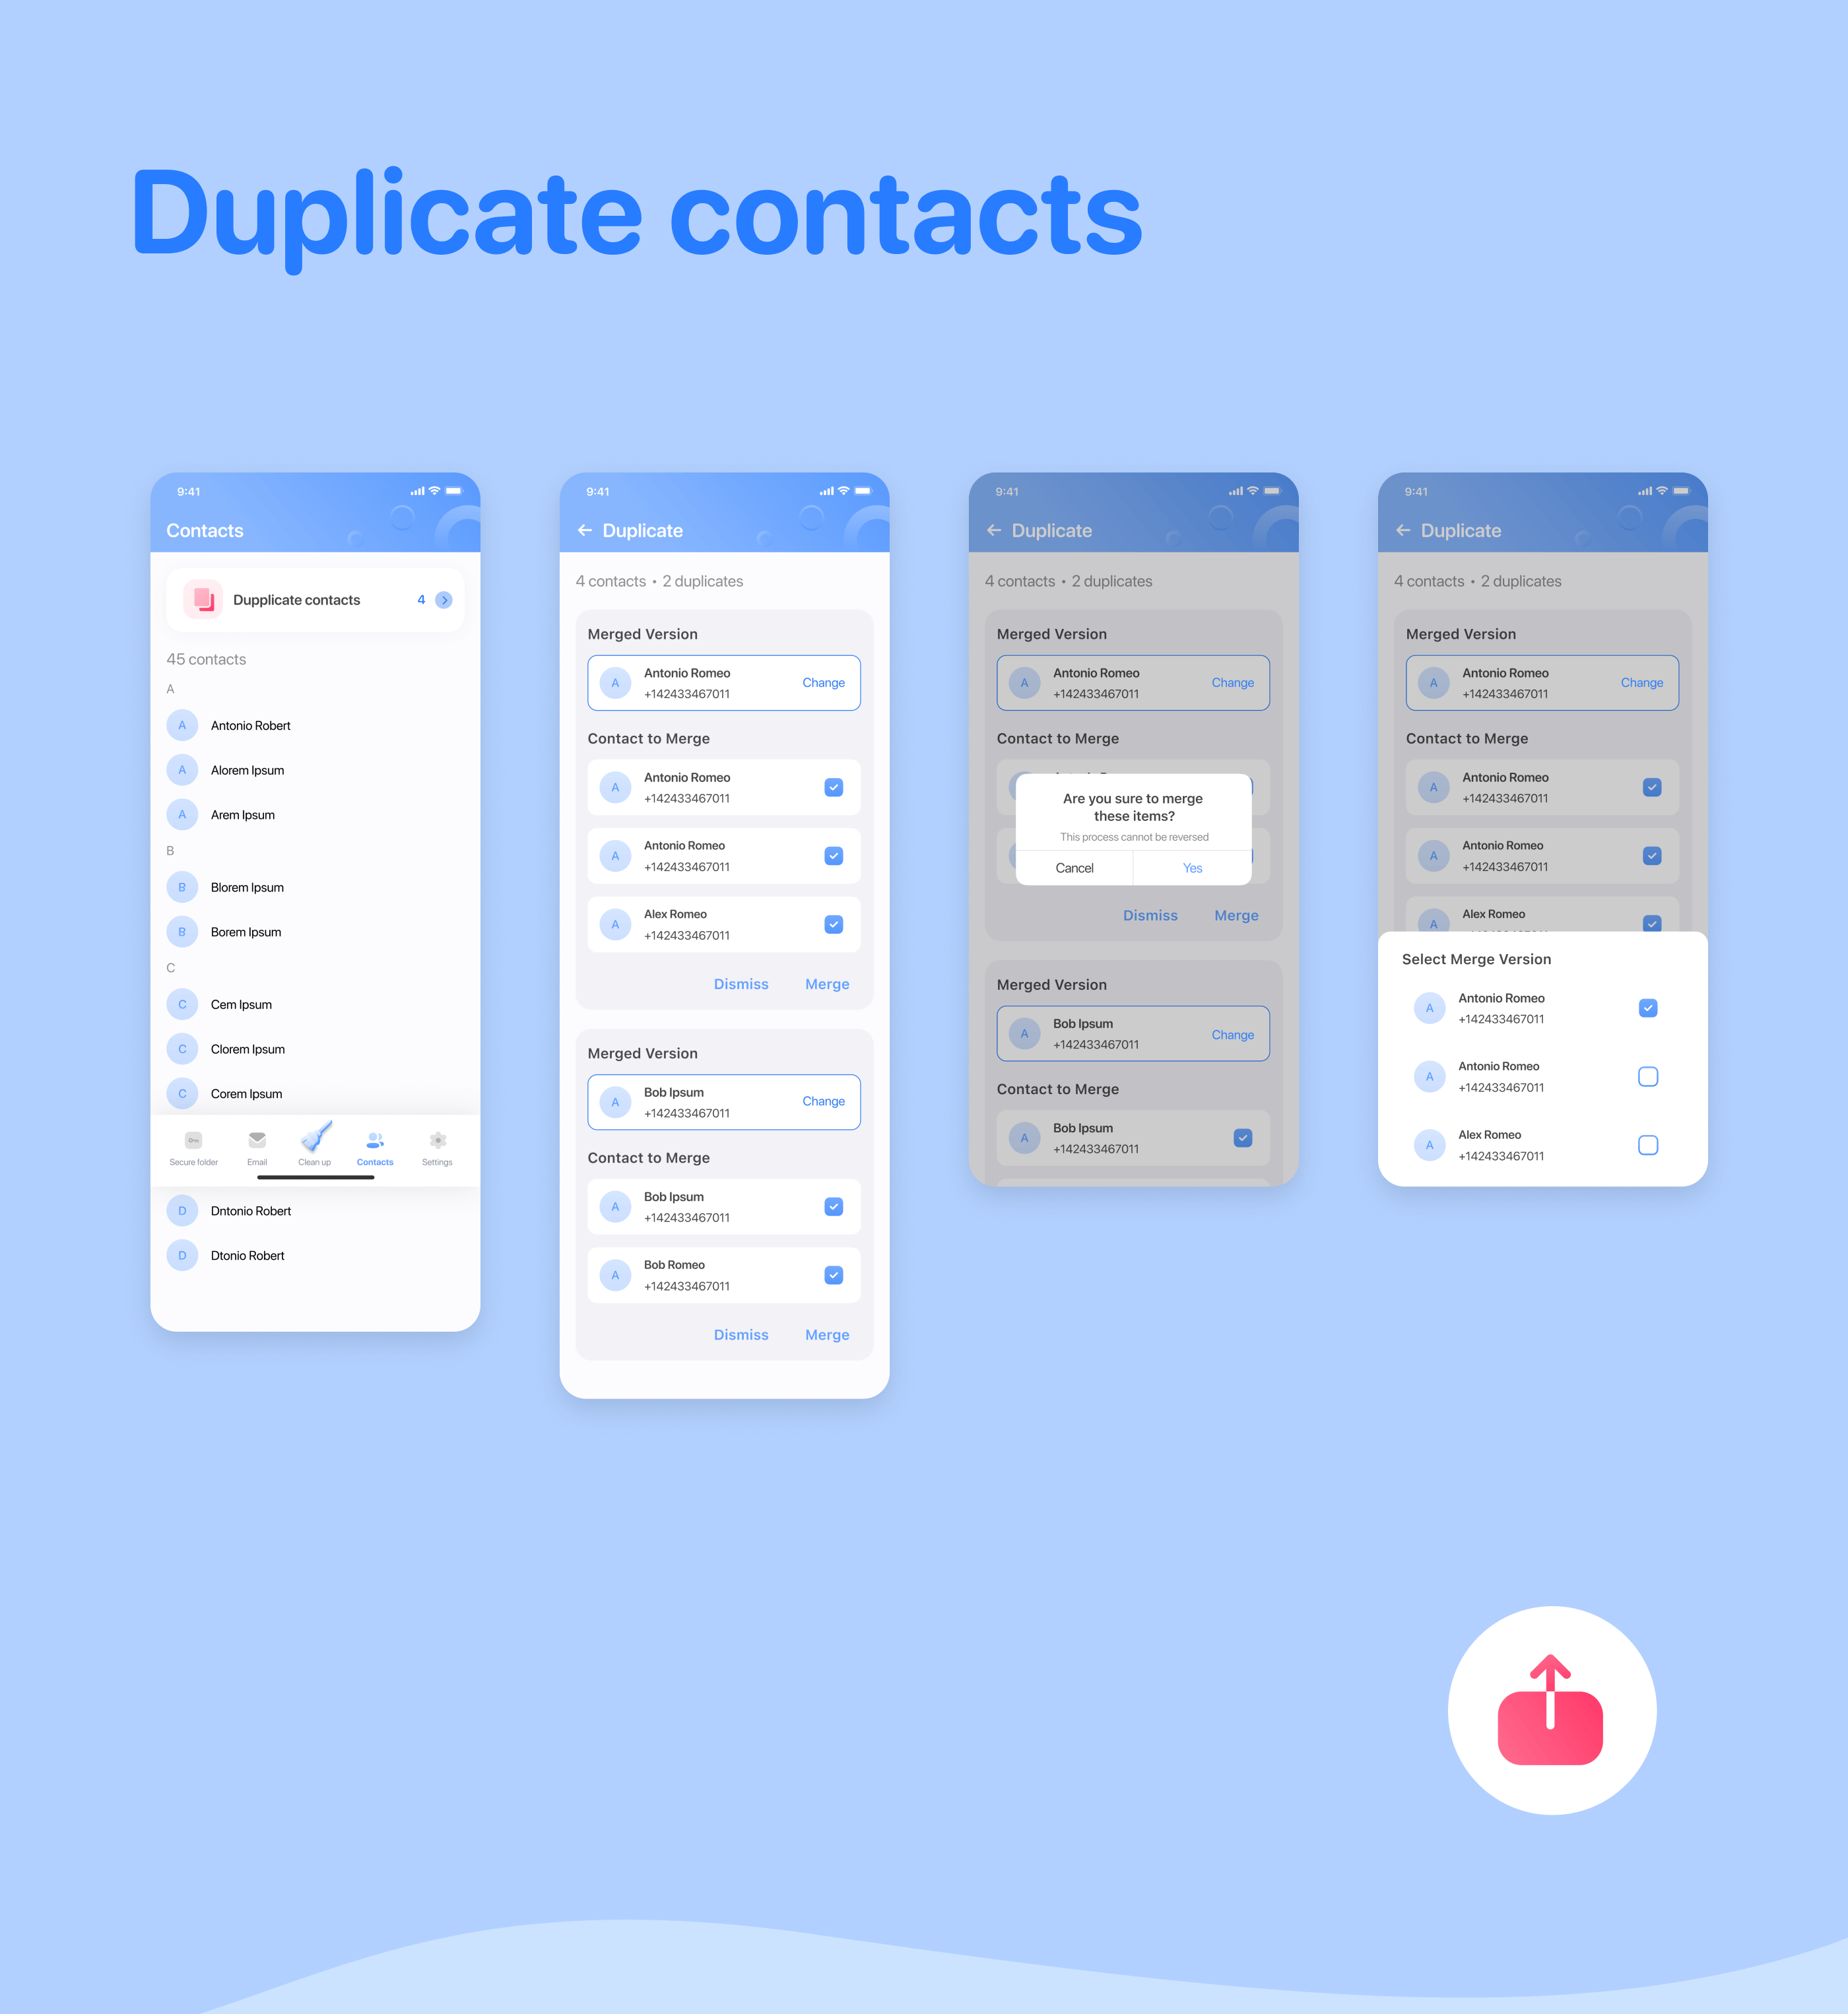 Duplicate contacts
9:41
Contacts
Dupplicate contacts 4
45 contacts
A
A Antonio Robert
A Alorem Ipsum
A Arem Ipsum
B
B Blorem Ipsum
B Borem Ipsum
C
C Cem Ipsum
C Clorem Ipsum
C Corem Ipsum
Secure folder Email Clean up Contacts Settings
D Dntonio Robert
D Dtonio Robert
9:41
Duplicate
4 contacts • 2 duplicates
Merged Version
A Antonio Romeo
+142433467011
Change
Contact to Merge
A Antonio Romeo
+142433467011
A Antonio Romeo
+142433467011
A Alex Romeo
+142433467011
Dismiss Merge
Merged Version
A Bob Ipsum
+142433467011
Change
Contact to Merge
A Bob Ipsum
+142433467011
A Bob Romeo
+142433467011
Dismiss Merge
9:41
Duplicate
4 contacts • 2 duplicates
Merged Version
A Antonio Romeo
+142433467011
Change
Contact to Merge
Are you sure to merge
these items?
This process cannot be reversed
Cancel Yes
Dismiss Merge
Merged Version
A Bob Ipsum
+142433467011
Change
Contact to Merge
A Bob Ipsum
+142433467011
9:41
Duplicate
4 contacts • 2 duplicates
Merged Version
A Antonio Romeo
+142433467011
Change
Contact to Merge
A Antonio Romeo
+142433467011
A Antonio Romeo
+142433467011
A Alex Romeo
Select Merge Version
A Antonio Romeo
+142433467011
A Antonio Romeo
+142433467011
A Alex Romeo
+142433467011